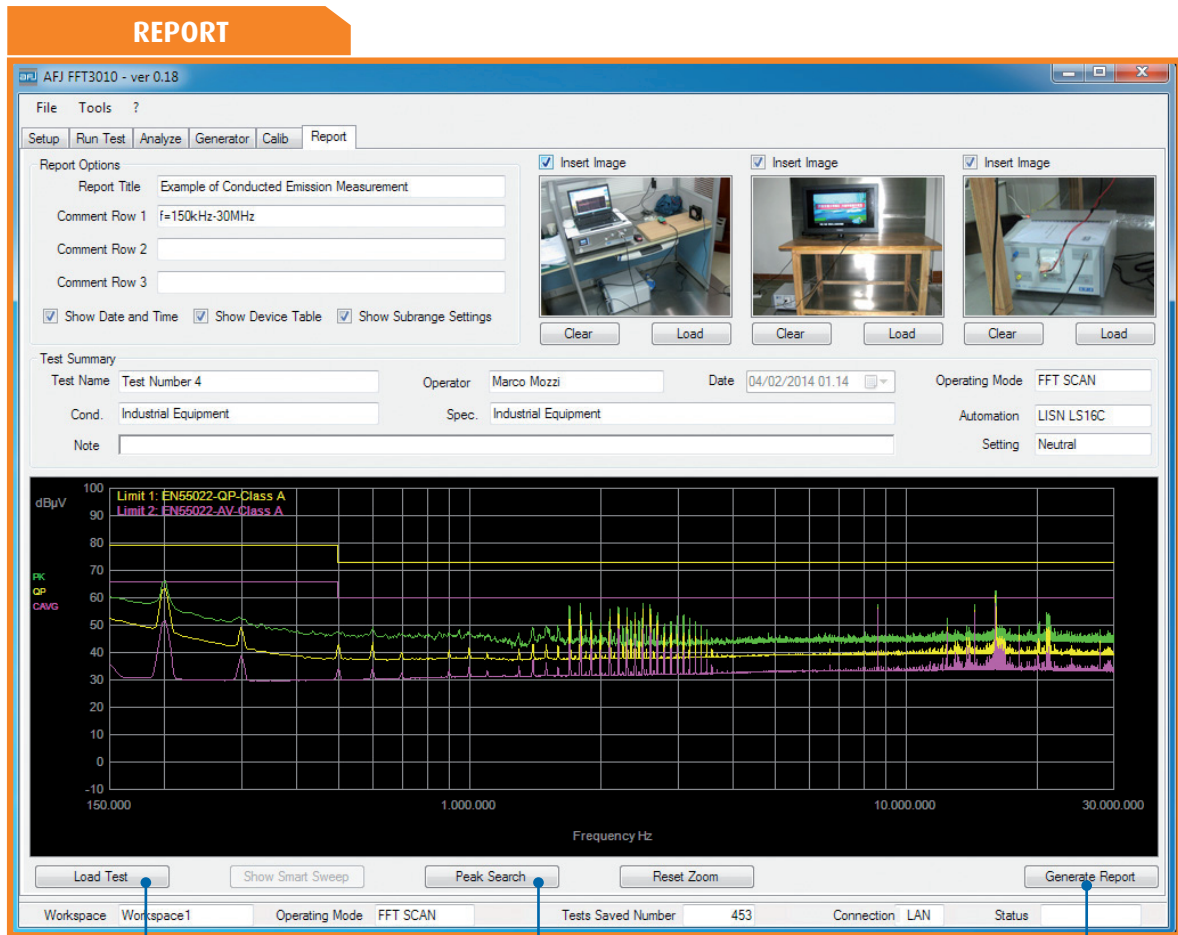 REPORT
AFJ FFT3010 - ver 0.18
File Tools ?
Setup Run Test Analyze Generator Calib Report
Report Options
Report Title Example of Conducted Emission Measurement
Comment Row 1 f=150kHz-30MHz
Comment Row 2
Comment Row 3
Show Date and Time Show Device Table Show Subrange Settings
Insert Image Insert Image Insert Image
Clear Load Clear Load Clear Load
Test Summary
Test Name Test Number 4 Operator Marco Mozzi Date 04/02/2014 01.14 Operating Mode FFT SCAN
Cond. Industrial Equipment Spec. Industrial Equipment Automation LISN LS16C
Note Setting Neutral
dBµV
Limit 1: EN55022-QP-Class A
Limit 2: EN55022-AV-Class A
PK
QP
CAVG
100
90
80
70
60
50
40
30
20
10
0
-10
150.000 1.000.000 10.000.000 30.000.000
Frequency Hz
Load Test Show Smart Sweep Peak Search Reset Zoom Generate Report
Workspace Workspace1 Operating Mode FFT SCAN Tests Saved Number 453 Connection LAN Status